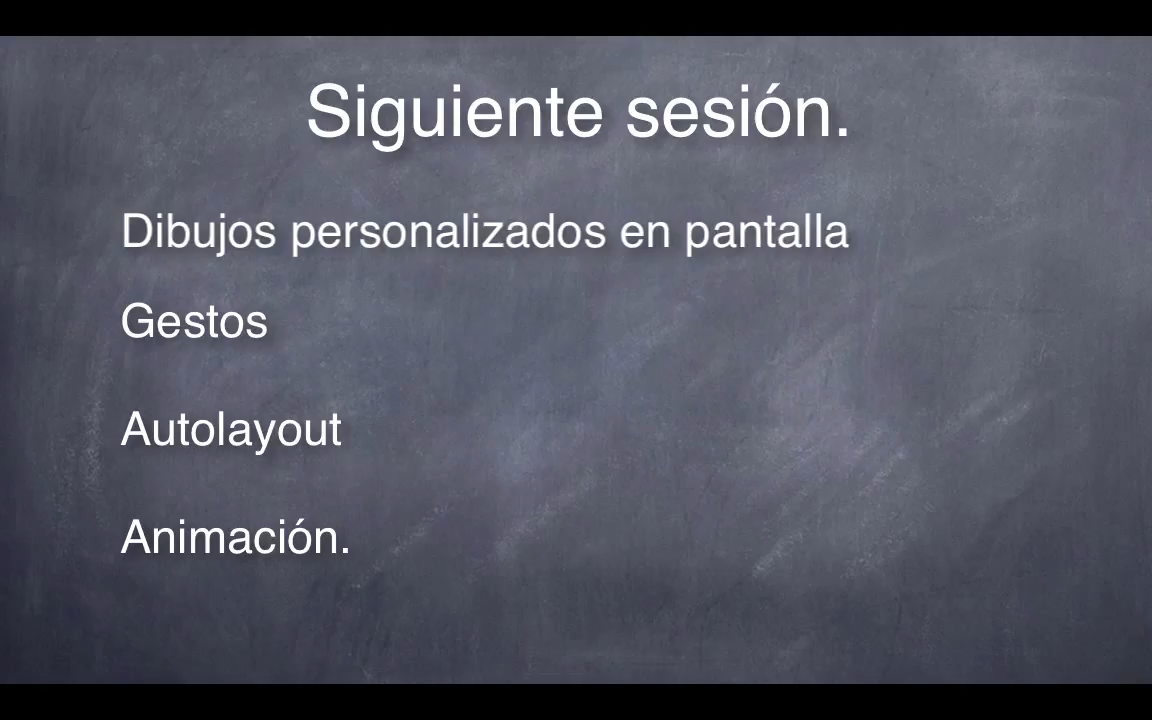 Siguiente sesión.
Dibujos personalizados en pantalla
Gestos
Autolayout
Animación.